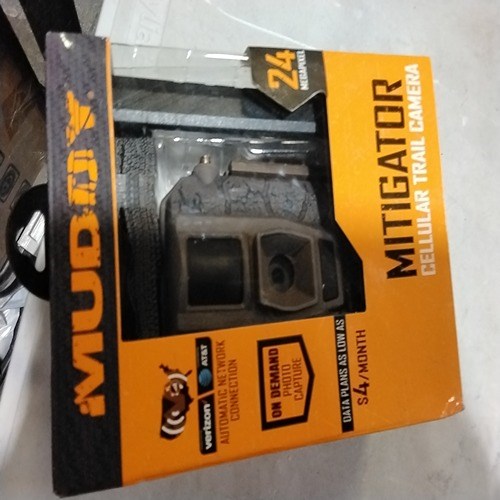 MUDDY
24
MEGAPIXEL
MITIGATOR
CELLULAR TRAIL CAMERA
verizon AT&T
AUTOMATIC NETWORK
CONNECTION
ON DEMAND
PHOTO
CAPTURE
DATA PLANS AS LOW AS
$4/MONTH